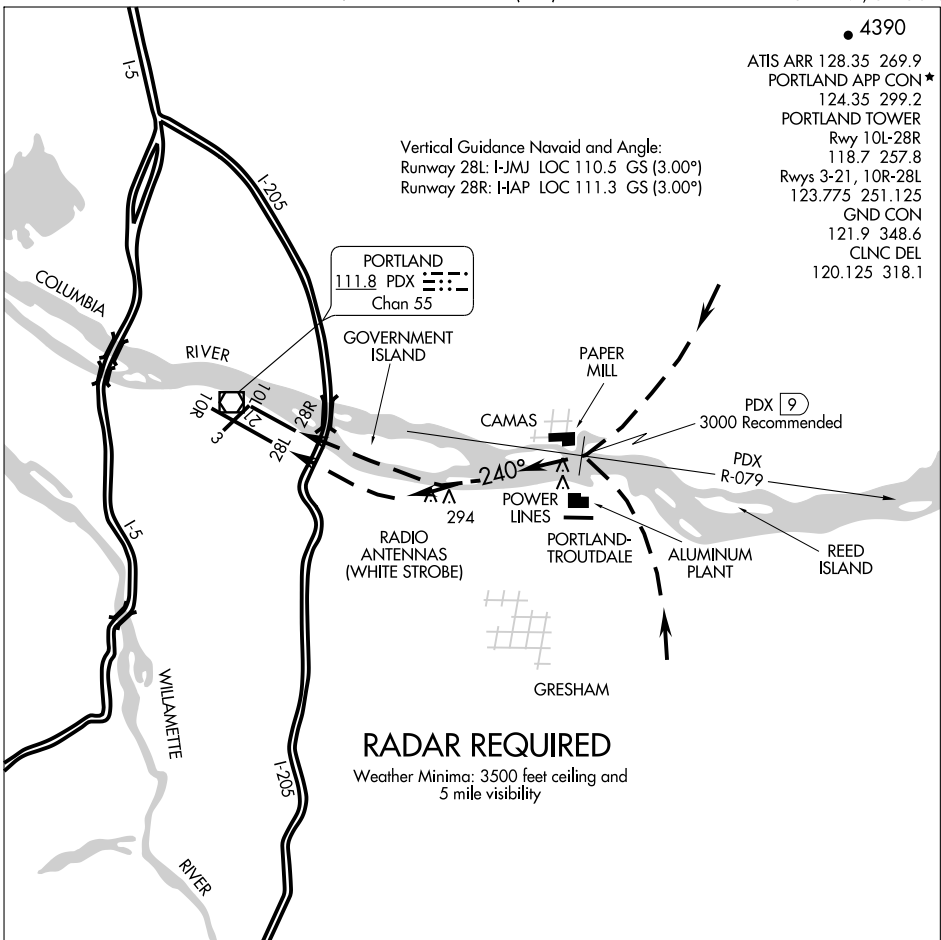 4390
ATIS ARR 128.35 269.9
PORTLAND APP CON★
124.35 299.2
PORTLAND TOWER
Rwy 10L-28R
118.7 257.8
Rwys 3-21, 10R-28L
123.775 251.125
GND CON
121.9 348.6
CLNC DEL
120.125 318.1
I-5
I-205
Vertical Guidance Navaid and Angle:
Runway 28L: I-JMJ LOC 110.5 GS (3.00°)
Runway 28R: I-IAP LOC 111.3 GS (3.00°)
PORTLAND
111.8 PDX
Chan 55
COLUMBIA
RIVER
GOVERNMENT
ISLAND
PAPER
MILL
CAMAS
PDX 9
3000 Recommended
PDX
R-079
10R
10L
21
3
28R
28L
240°
294
RADIO
ANTENNAS
(WHITE STROBE)
POWER
LINES
PORTLAND-
TROUTDALE
ALUMINUM
PLANT
REED
ISLAND
I-5
GRESHAM
WILLAMETTE
RIVER
I-205
RADAR REQUIRED
Weather Minima: 3500 feet ceiling and
5 mile visibility